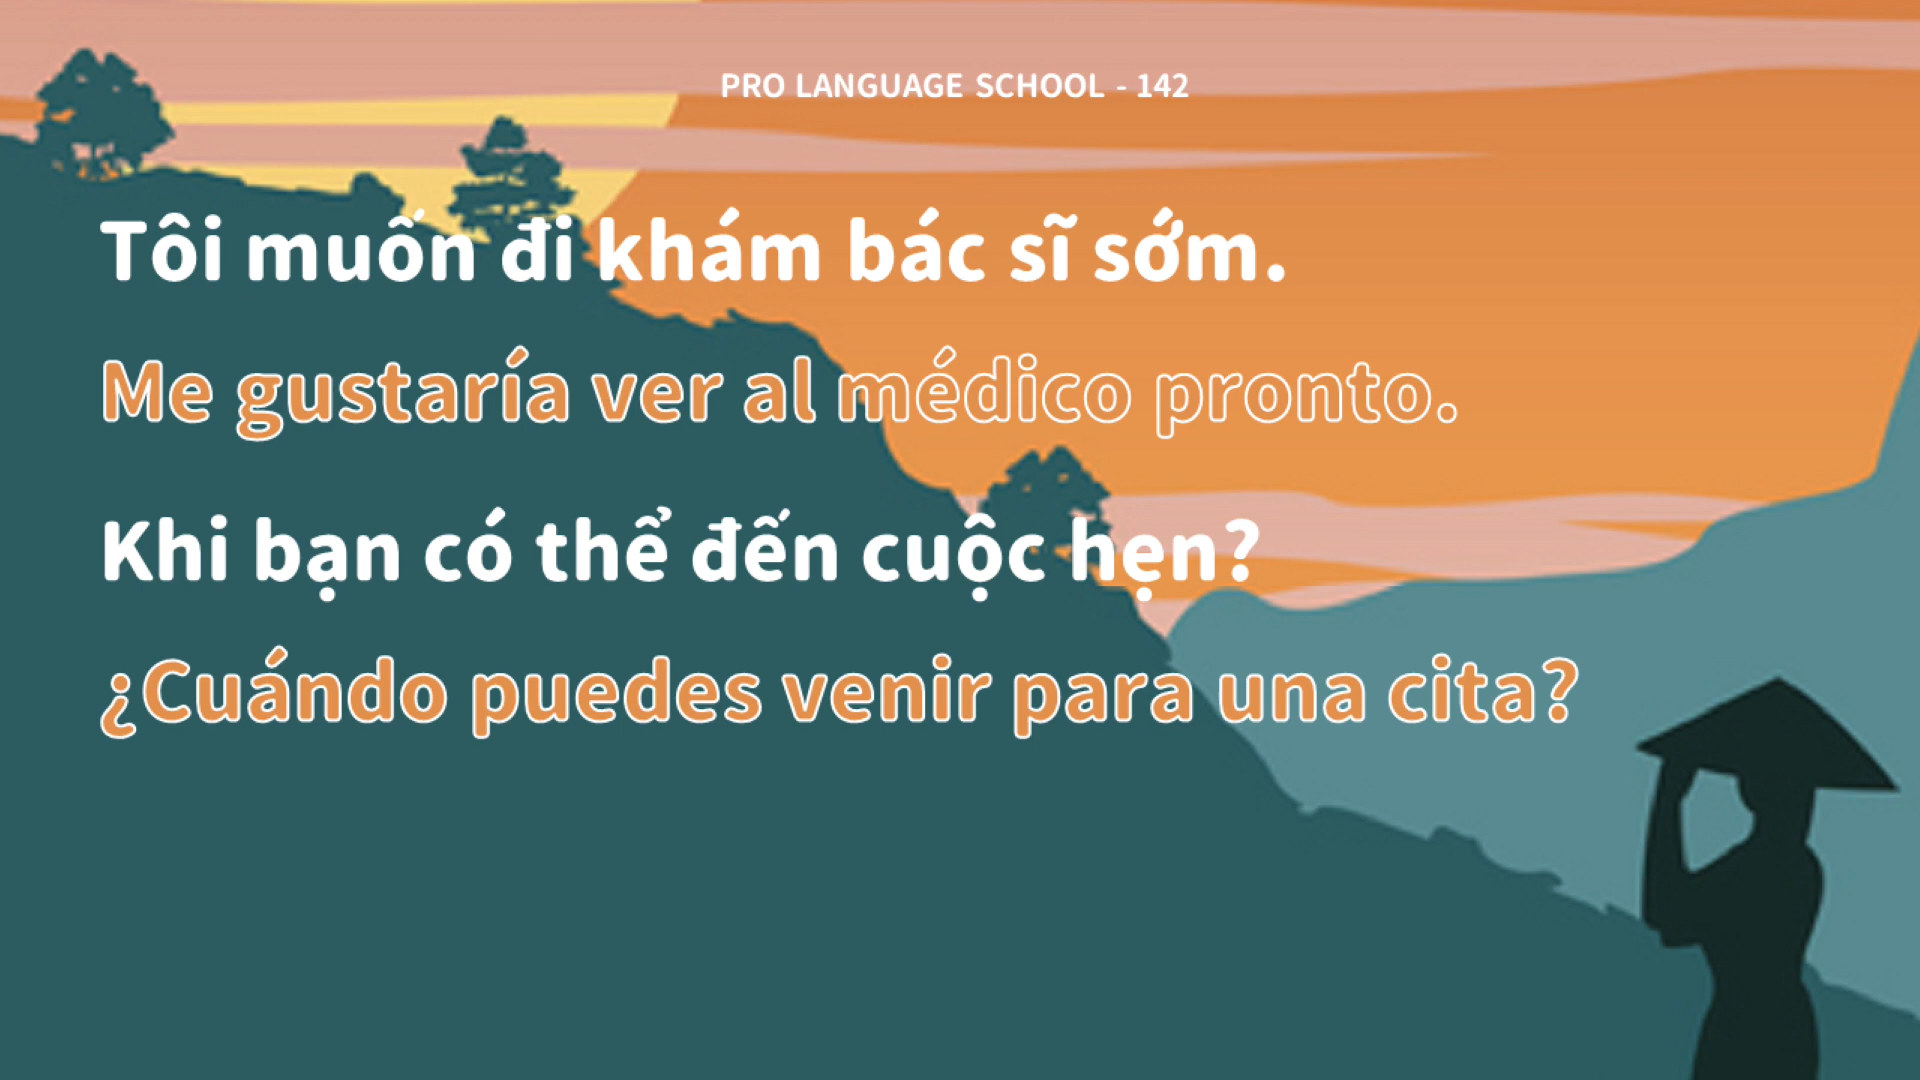 PRO LANGUAGE SCHOOL - 142
Tôi muốn đi khám bác sĩ sớm.
Me gustaría ver al médico pronto.
Khi bạn có thể đến cuộc hẹn?
¿Cuándo puedes venir para una cita?